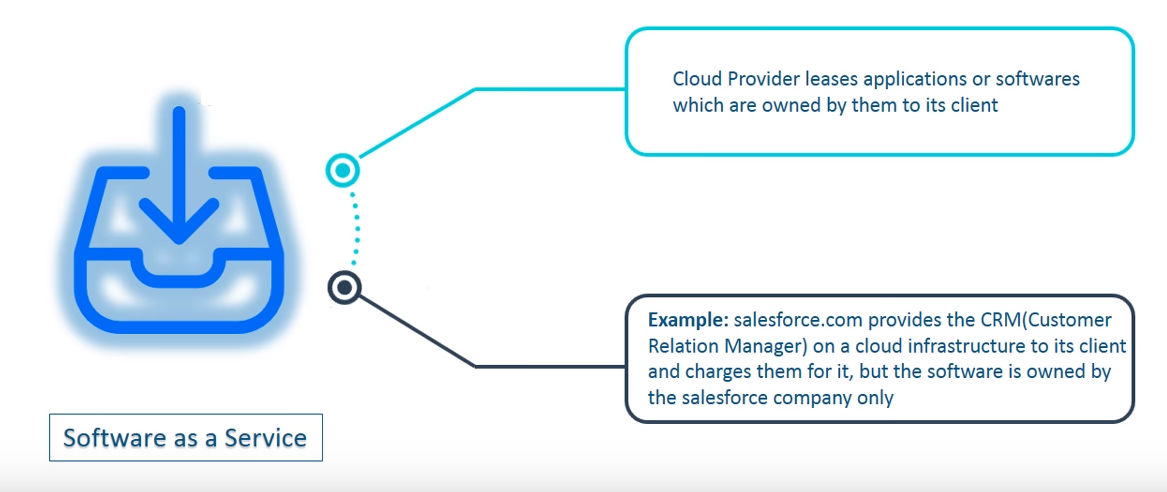 Cloud Provider leases applications or softwares
which are owned by them to its client
Example: salesforce.com provides the CRM(Customer
Relation Manager) on a cloud infrastructure to its client
and charges them for it, but the software is owned by
the salesforce company only
Software as a Service